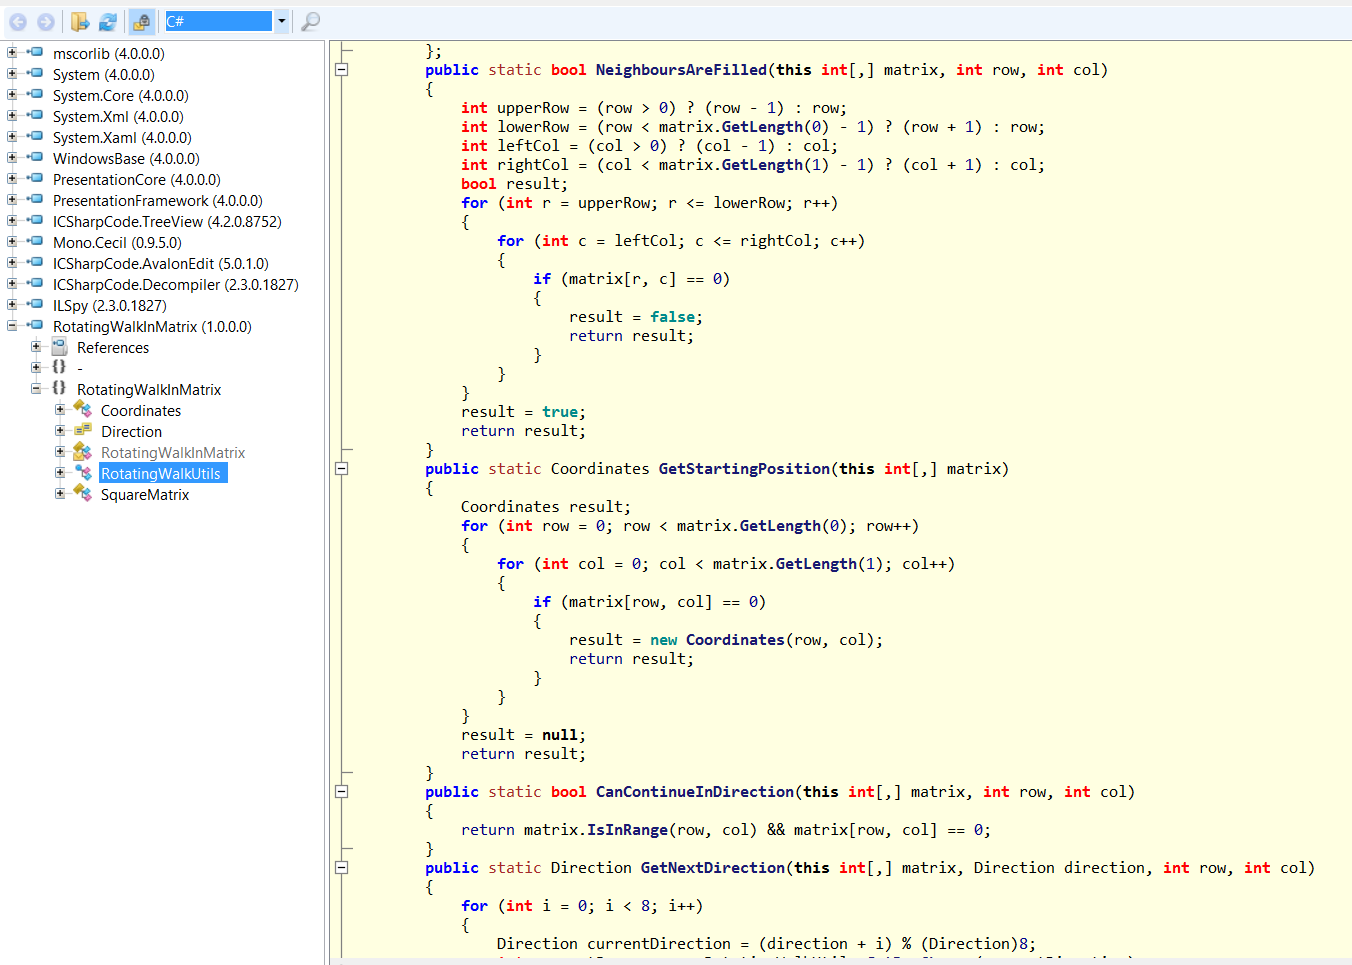 C#
mscorlib (4.0.0.0)
System (4.0.0.0)
System.Core (4.0.0.0)
System.Xml (4.0.0.0)
System.Xaml (4.0.0.0)
WindowsBase (4.0.0.0)
PresentationCore (4.0.0.0)
PresentationFramework (4.0.0.0)
ICSharpCode.TreeView (4.2.0.8752)
Mono.Cecil (0.9.5.0)
ICSharpCode.AvalonEdit (5.0.1.0)
ICSharpCode.Decompiler (2.3.0.1827)
ILSpy (2.3.0.1827)
RotatingWalkInMatrix (1.0.0.0)
References
{} -
{} RotatingWalkInMatrix
Coordinates
Direction
RotatingWalkInMatrix
RotatingWalkUtils
SquareMatrix
};
public static bool NeighboursAreFilled(this int[,] matrix, int row, int col)
{
int upperRow = (row > 0) ? (row - 1) : row;
int lowerRow = (row < matrix.GetLength(0) - 1) ? (row + 1) : row;
int leftCol = (col > 0) ? (col - 1) : col;
int rightCol = (col < matrix.GetLength(1) - 1) ? (col + 1) : col;
bool result;
for (int r = upperRow; r <= lowerRow; r++)
{
for (int c = leftCol; c <= rightCol; c++)
{
if (matrix[r, c] == 0)
{
result = false;
return result;
}
}
}
result = true;
return result;
}
public static Coordinates GetStartingPosition(this int[,] matrix)
{
Coordinates result;
for (int row = 0; row < matrix.GetLength(0); row++)
{
for (int col = 0; col < matrix.GetLength(1); col++)
{
if (matrix[row, col] == 0)
{
result = new Coordinates(row, col);
return result;
}
}
}
result = null;
return result;
}
public static bool CanContinueInDirection(this int[,] matrix, int row, int col)
{
return matrix.IsInRange(row, col) && matrix[row, col] == 0;
}
public static Direction GetNextDirection(this int[,] matrix, Direction direction, int row, int col)
{
for (int i = 0; i < 8; i++)
{
Direction currentDirection = (direction + i) % (Direction)8;